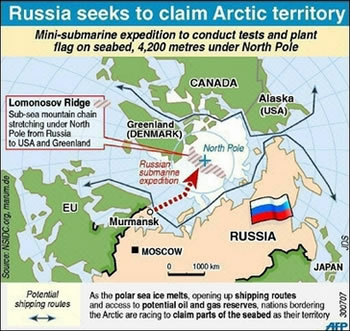 Russia seeks to claim Arctic territory
Mini-submarine expedition to conduct tests and plant
flag on seabed, 4,200 metres under North Pole
CANADA
Alaska
(USA)
Lomonosov Ridge
Sub-sea mountain chain
stretching under North
Pole from Russia
to USA and Greenland
Greenland
(DENMARK)
North Pole
Russian
submarine
expedition
EU
Murmansk
MOSCOW
RUSSIA
0 1000 km
JAPAN
Source: NSIDC.org, marum.de
JDS
300707
Potential
shipping routes
As the polar sea ice melts, opening up shipping routes
and access to potential oil and gas reserves, nations bordering
the Arctic are racing to claim parts of the seabed as their territory
AFP